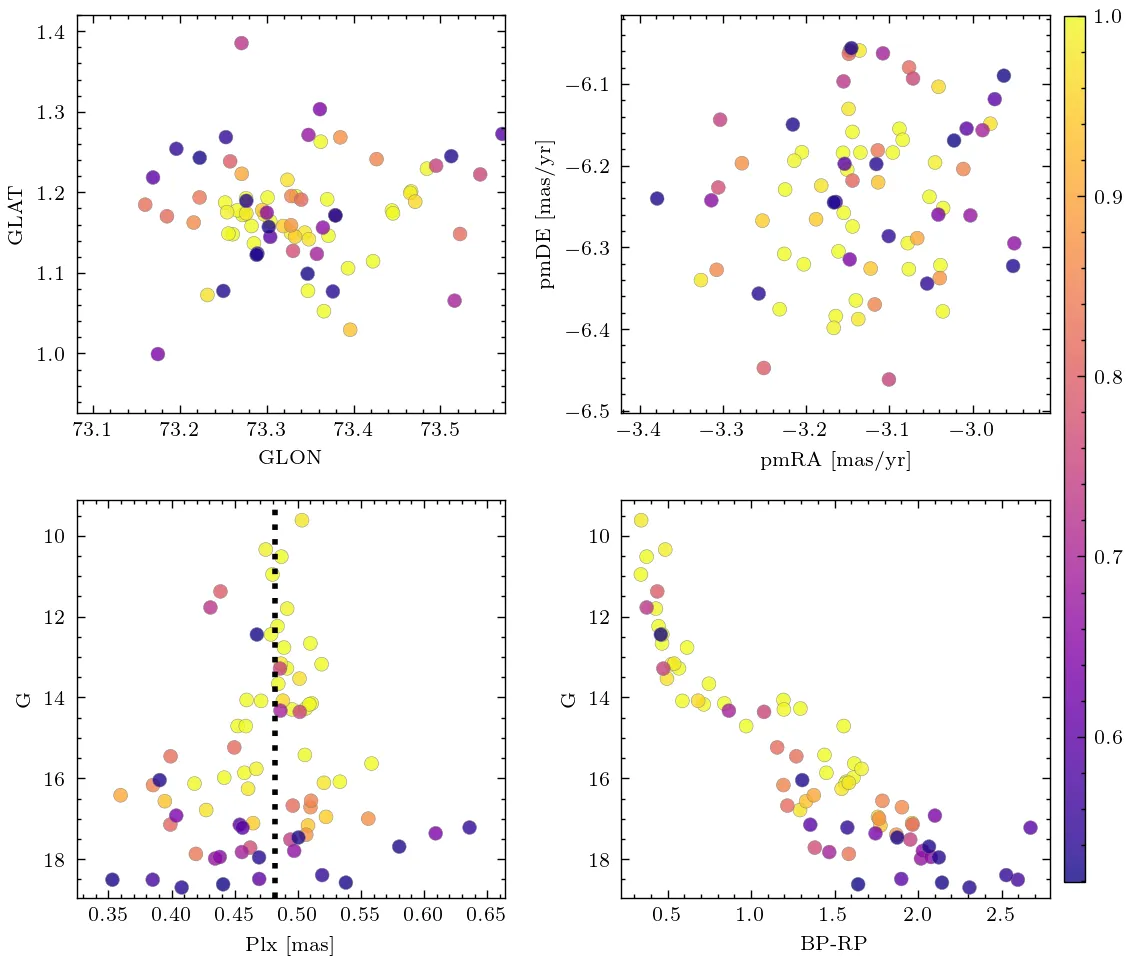 1.4
1.3
1.2
1.1
1.0
GLAT
73.1 73.2 73.3 73.4 73.5
GLON
−6.1
−6.2
−6.3
−6.4
−6.5
pmDE [mas/yr]
−3.4 −3.3 −3.2 −3.1 −3.0
pmRA [mas/yr]
10
12
14
16
18
G
0.35 0.40 0.45 0.50 0.55 0.60 0.65
Plx [mas]
10
12
14
16
18
G
0.5 1.0 1.5 2.0 2.5
BP-RP
1.0
0.9
0.8
0.7
0.6